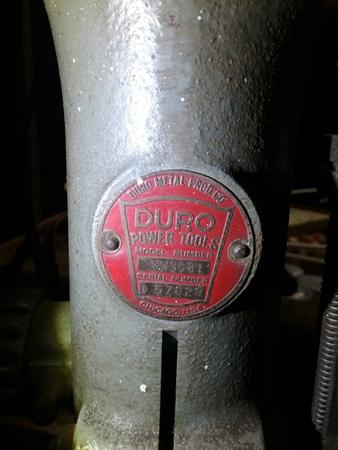 DURO METAL PROD. CO.
DURO
POWER TOOLS
MODEL NUMBER
SERIAL NUMBER
CHICAGO, U.S.A.